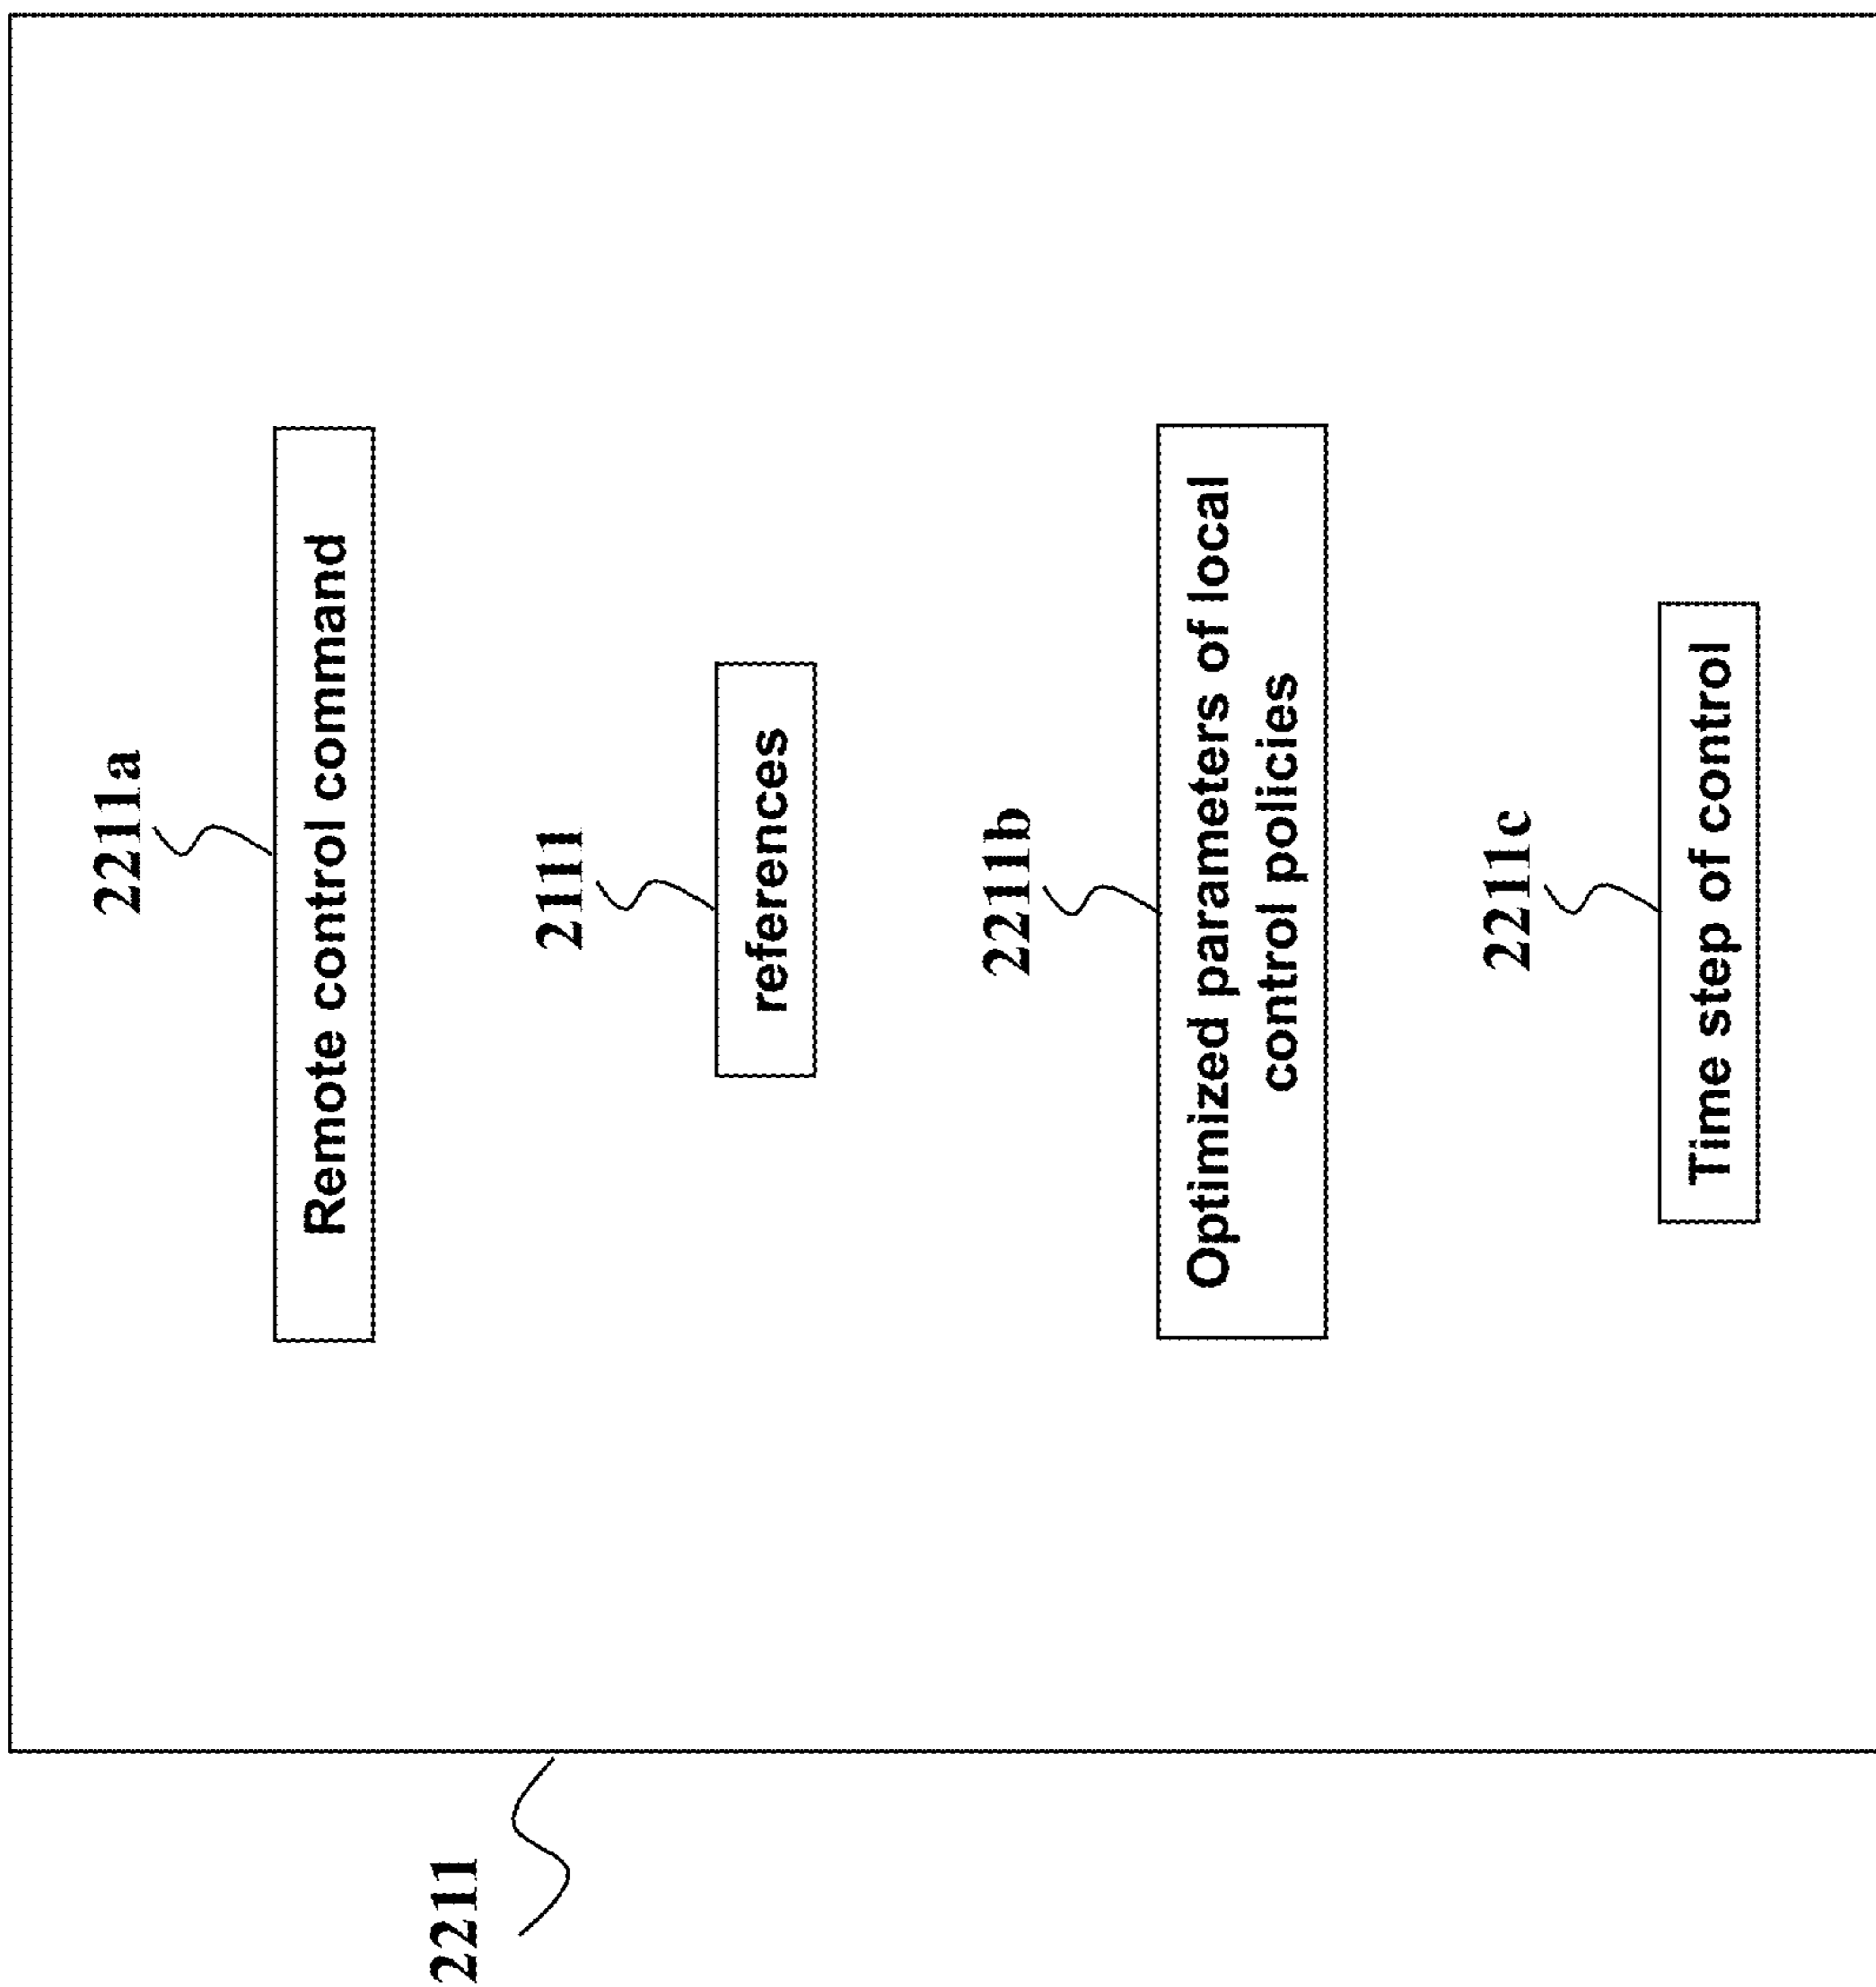 2211
2211a
Remote control command
2111
references
2211b
Optimized parameters of local
control policies
2211c
Time step of control